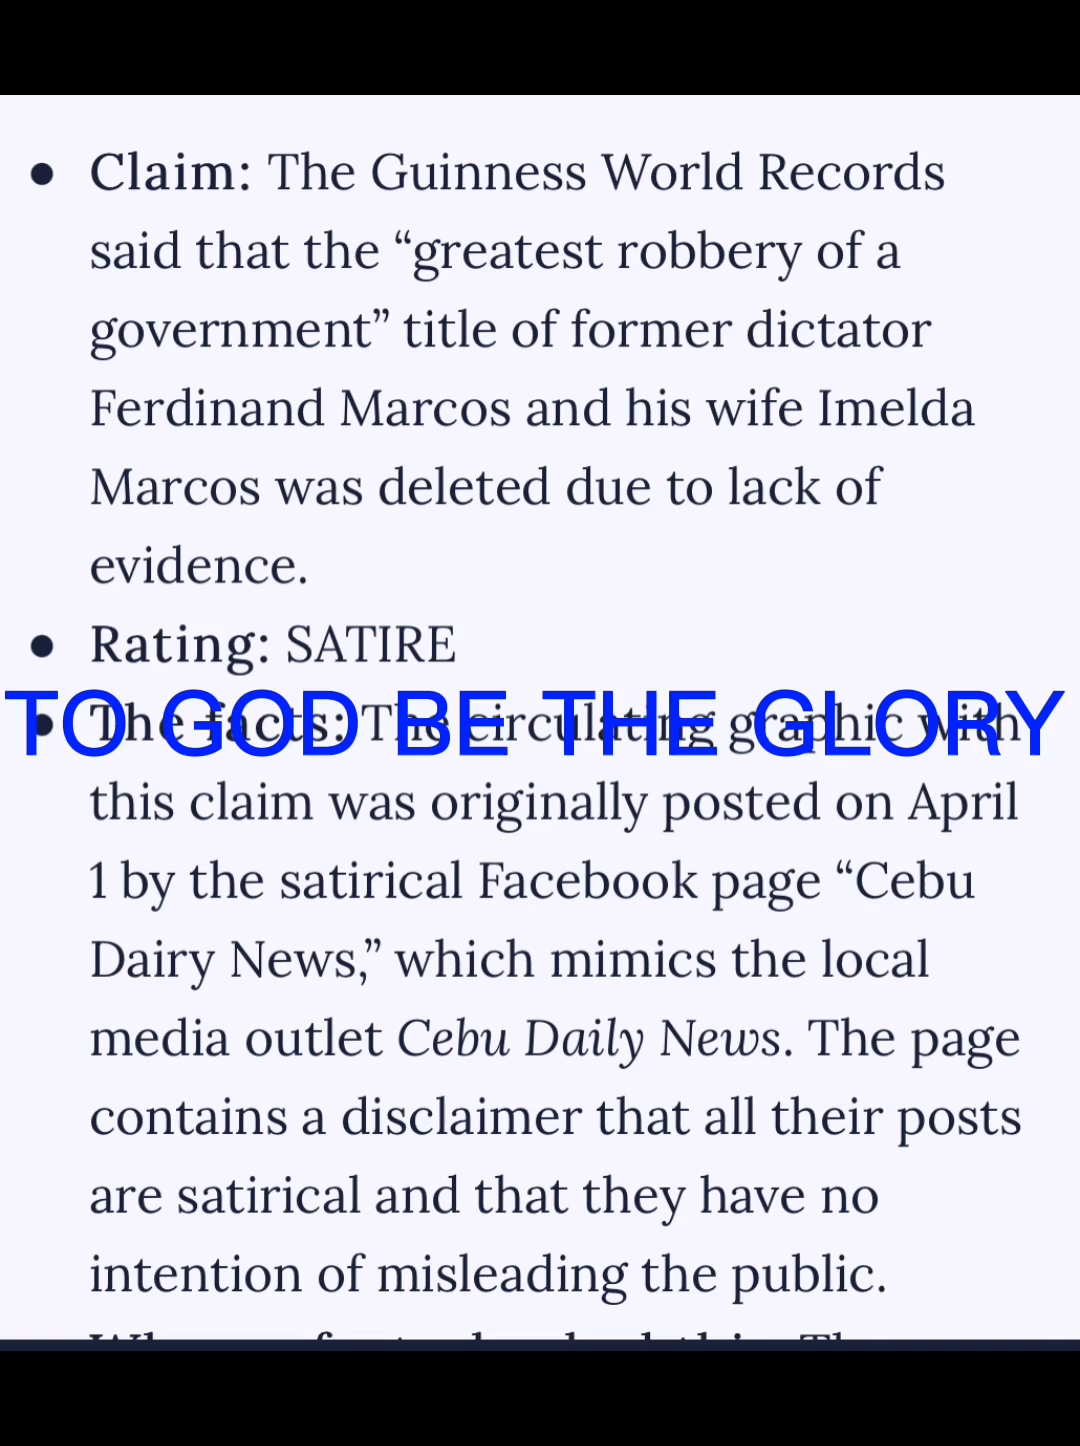 ● Claim: The Guinness World Records
said that the “greatest robbery of a
government” title of former dictator
Ferdinand Marcos and his wife Imelda
Marcos was deleted due to lack of
evidence.
● Rating: SATIRE
● The facts: The circulating graphic with
TO GOD BE THE GLORY
this claim was originally posted on April
1 by the satirical Facebook page “Cebu
Dairy News,” which mimics the local
media outlet Cebu Daily News. The page
contains a disclaimer that all their posts
are satirical and that they have no
intention of misleading the public.